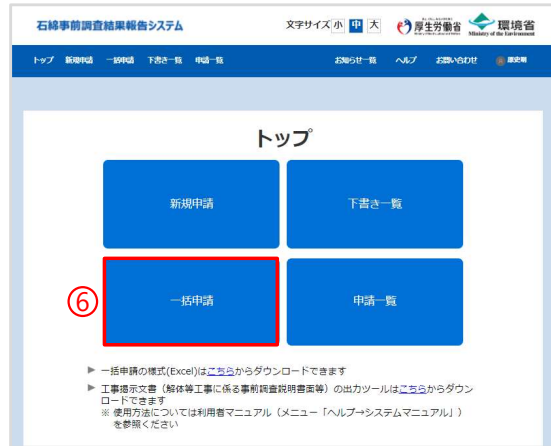 石綿事前調査結果報告システム
文字サイズ 小 中 大
厚生労働省
環境省
Ministry of the Environment
トップ 新規申請 一括申請 下書き一覧 申請一覧 お知らせ一覧 ヘルプ お問い合わせ
トップ
新規申請
下書き一覧
⑥
一括申請
申請一覧
▶ 一括申請の様式(Excel)はこちらからダウンロードできます
▶ 工事掲示文書（解体等工事に係る事前調査説明書面等）の出力ツールはこちらからダウン
ロードできます
※ 使用方法については利用者マニュアル（メニュー「ヘルプ→システムマニュアル」）
を参照ください